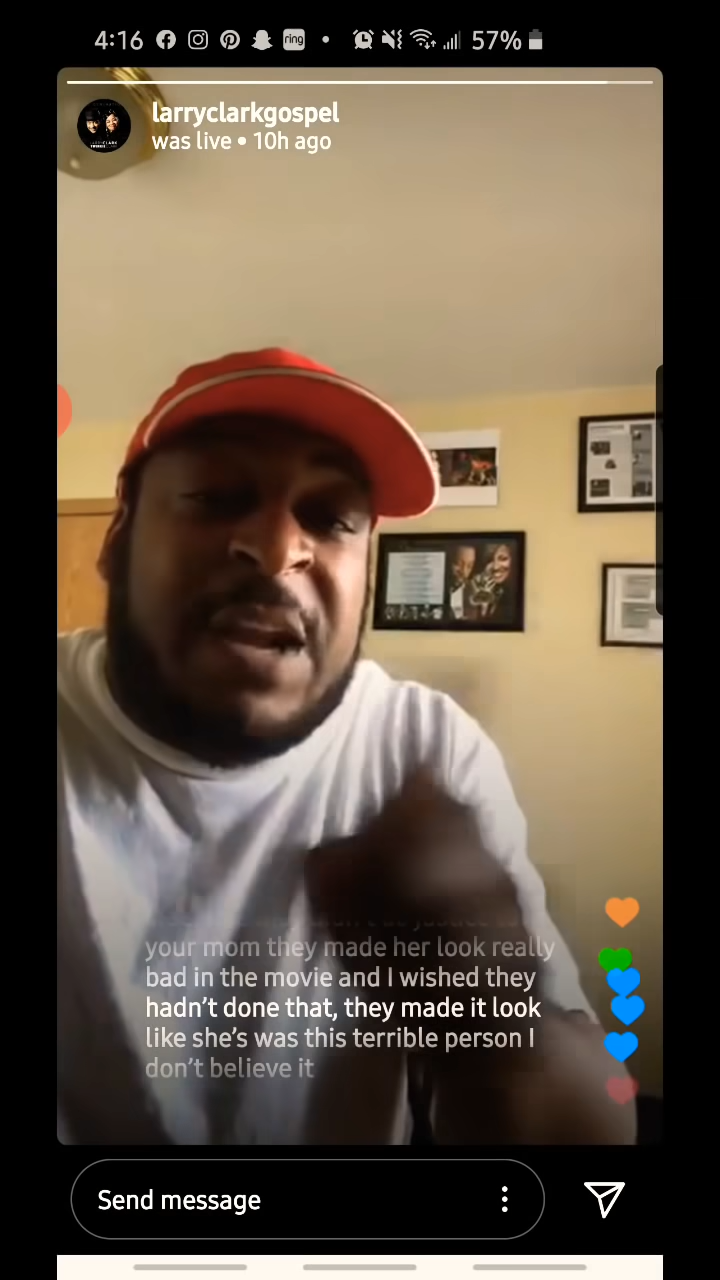 4:16 ring • 57%
larryclarkgospel
was live • 10h ago
your mom they made her look really
bad in the movie and I wished they
hadn't done that, they made it look
like she's was this terrible person I
don't believe it
Send message